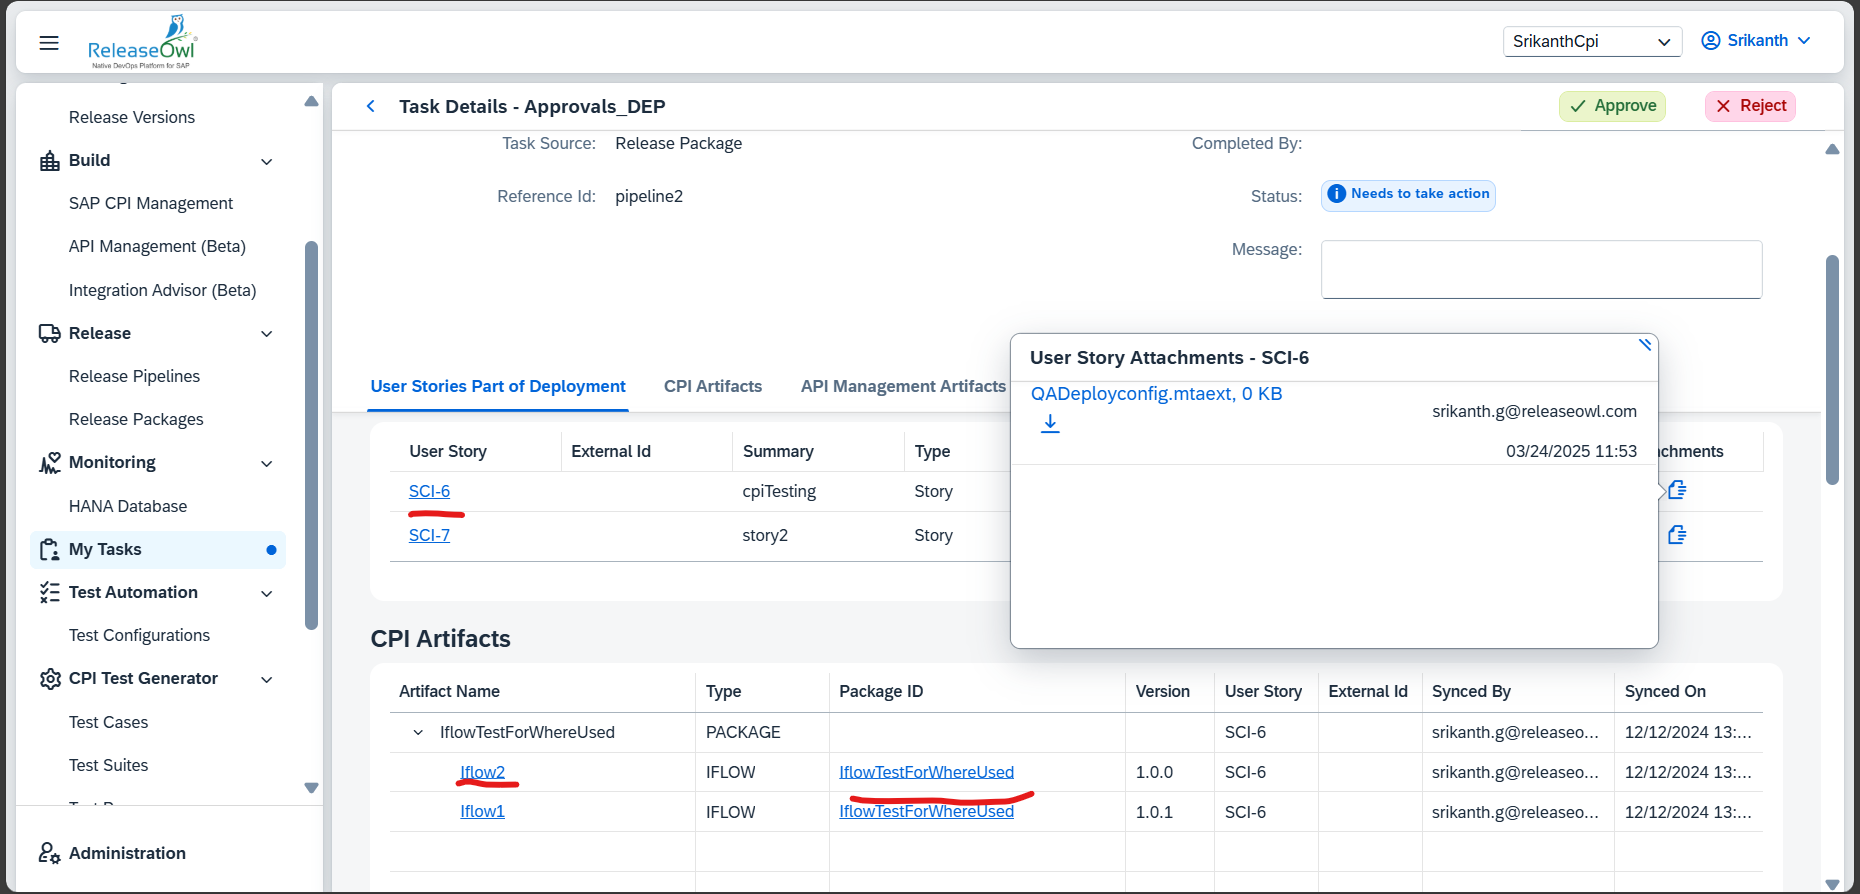 ReleaseOwl
Native DevOps Platform for SAP
SrikanthCpi
Srikanth
Release Versions
Build
SAP CPI Management
API Management (Beta)
Integration Advisor (Beta)
Release
Release Pipelines
Release Packages
Monitoring
HANA Database
My Tasks
Test Automation
Test Configurations
CPI Test Generator
Test Cases
Test Suites
Administration
Task Details - Approvals_DEP
Approve
Reject
Task Source: Release Package
Completed By:
Reference Id: pipeline2
Status: Needs to take action
Message:
User Stories Part of Deployment CPI Artifacts API Management Artifacts
User Story External Id Summary Type
SCI-6 cpiTesting Story
SCI-7 story2 Story
User Story Attachments - SCI-6
QADeployconfig.mtaext, 0 KB
srikanth.g@releaseowl.com
03/24/2025 11:53
chments
CPI Artifacts
Artifact Name Type Package ID Version User Story External Id Synced By Synced On
IflowTestForWhereUsed PACKAGE SCI-6 srikanth.g@releaseo... 12/12/2024 13:...
Iflow2 IFLOW IflowTestForWhereUsed 1.0.0 SCI-6 srikanth.g@releaseo... 12/12/2024 13:...
Iflow1 IFLOW IflowTestForWhereUsed 1.0.1 SCI-6 srikanth.g@releaseo... 12/12/2024 13:...